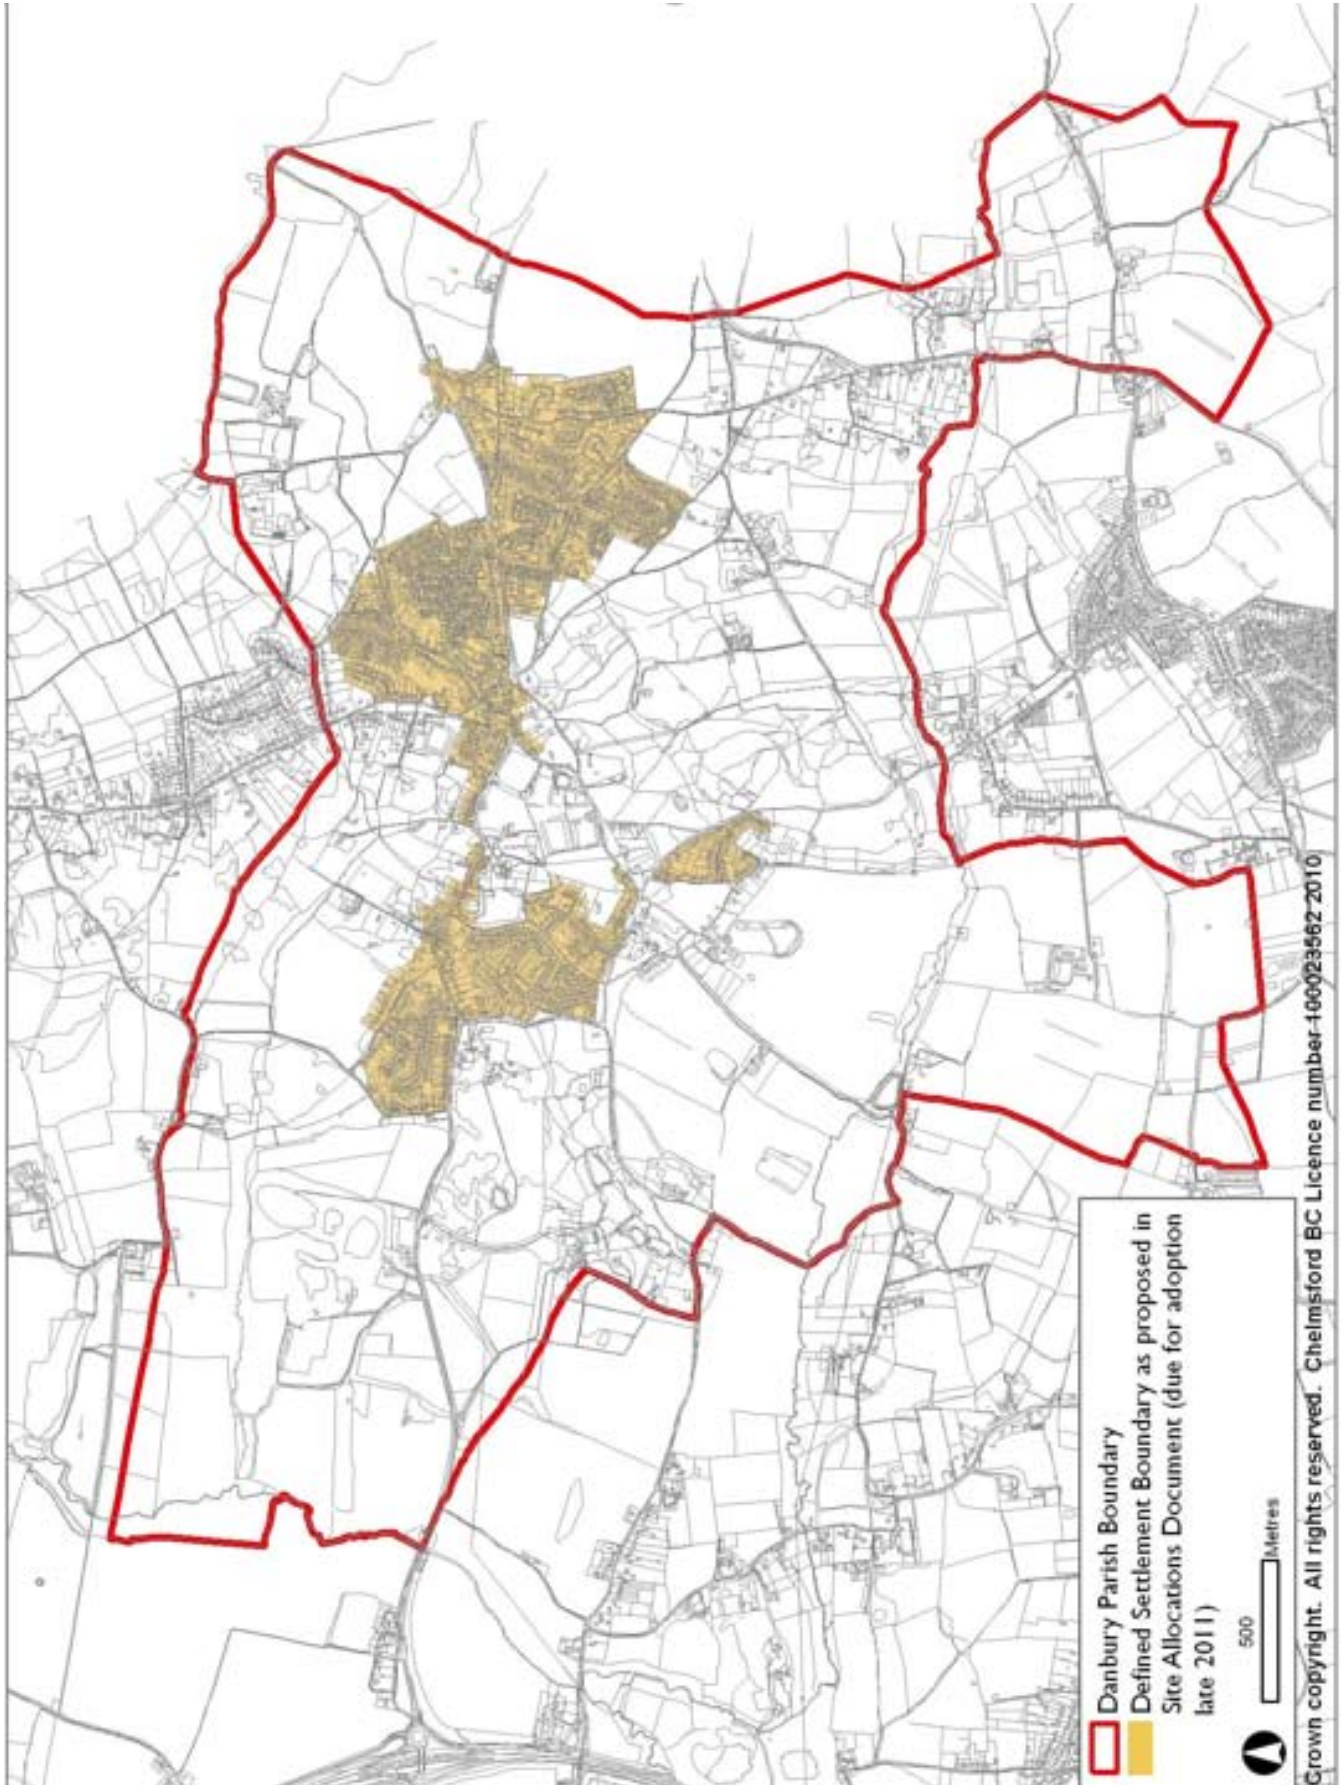 Danbury Parish Boundary
Defined Settlement Boundary as proposed in
Site Allocations Document (due for adoption
late 2011)
500
Metres
Crown copyright. All rights reserved. Chelmsford BC Licence number 100023562 2010